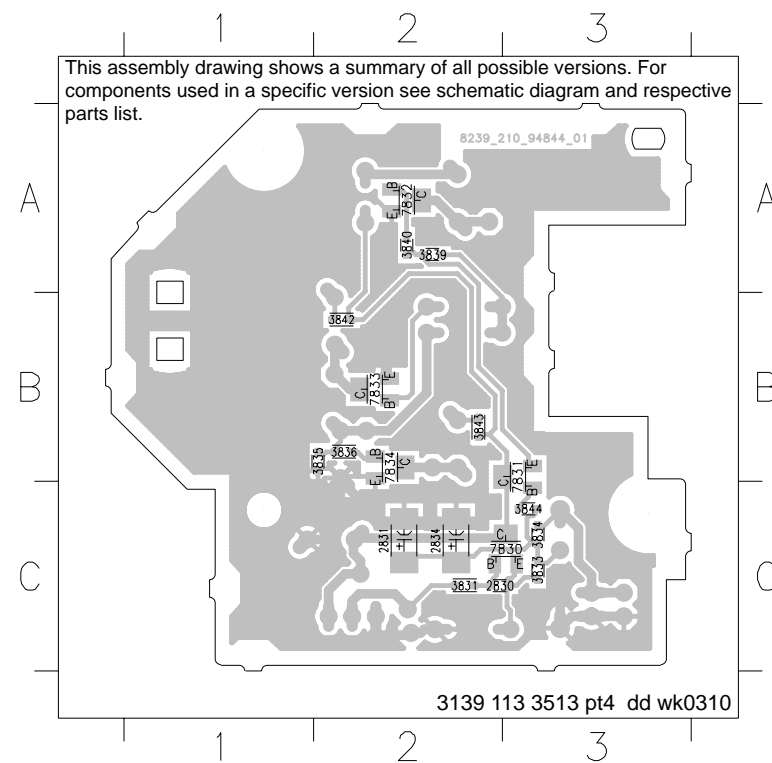 1 2 3
This assembly drawing shows a summary of all possible versions. For
components used in a specific version see schematic diagram and respective
parts list.
8239_210_94844_01
A A
B
7832
C
E
3840
3839
3842
B B
E
7833
C
B
3843
3835
3836
B
7834
C
E
E
7831
C
B
3844
2831
2834
C
7830
B E
3834
3833
C C
3831 2830
3139 113 3513 pt4 dd wk0310
1 2 3